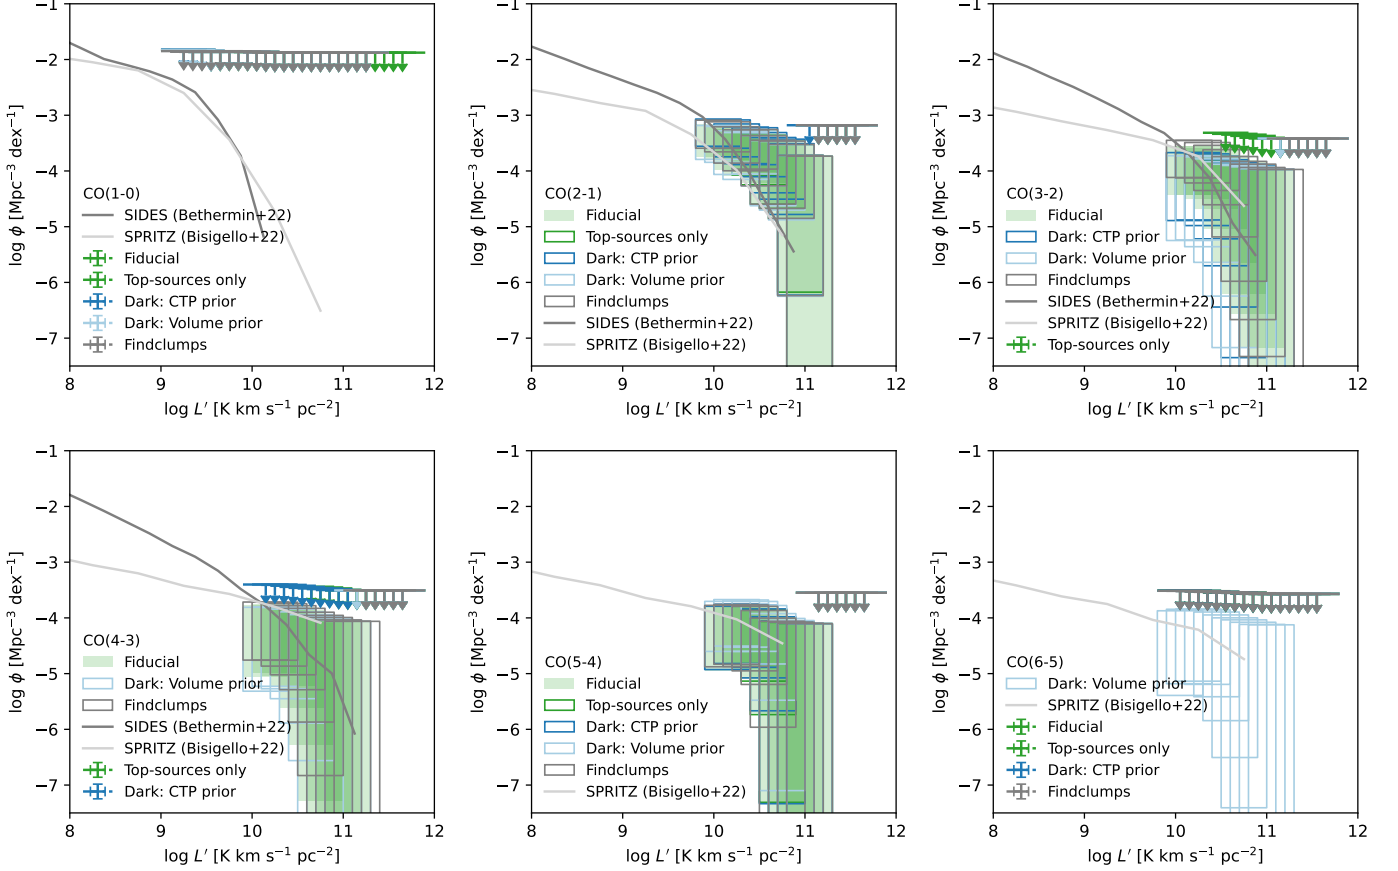 −1
−2
−3
−4
−5
−6
−7
log ϕ [Mpc⁻³ dex⁻¹]
CO(1-0)
SIDES (Bethermin+22)
SPRITZ (Bisigello+22)
Fiducial
Top-sources only
Dark: CTP prior
Dark: Volume prior
Findclumps
8 9 10 11 12
log L′ [K km s⁻¹ pc⁻²]
−1
−2
−3
−4
−5
−6
−7
log ϕ [Mpc⁻³ dex⁻¹]
CO(2-1)
Fiducial
Top-sources only
Dark: CTP prior
Dark: Volume prior
Findclumps
SIDES (Bethermin+22)
SPRITZ (Bisigello+22)
8 9 10 11 12
log L′ [K km s⁻¹ pc⁻²]
−1
−2
−3
−4
−5
−6
−7
log ϕ [Mpc⁻³ dex⁻¹]
CO(3-2)
Fiducial
Dark: CTP prior
Dark: Volume prior
Findclumps
SIDES (Bethermin+22)
SPRITZ (Bisigello+22)
Top-sources only
8 9 10 11 12
log L′ [K km s⁻¹ pc⁻²]
−1
−2
−3
−4
−5
−6
−7
log ϕ [Mpc⁻³ dex⁻¹]
CO(4-3)
Fiducial
Dark: Volume prior
Findclumps
SIDES (Bethermin+22)
SPRITZ (Bisigello+22)
Top-sources only
Dark: CTP prior
8 9 10 11 12
log L′ [K km s⁻¹ pc⁻²]
−1
−2
−3
−4
−5
−6
−7
log ϕ [Mpc⁻³ dex⁻¹]
CO(5-4)
Fiducial
Top-sources only
Dark: CTP prior
Dark: Volume prior
Findclumps
SPRITZ (Bisigello+22)
8 9 10 11 12
log L′ [K km s⁻¹ pc⁻²]
−1
−2
−3
−4
−5
−6
−7
log ϕ [Mpc⁻³ dex⁻¹]
CO(6-5)
Dark: Volume prior
SPRITZ (Bisigello+22)
Fiducial
Top-sources only
Dark: CTP prior
Findclumps
8 9 10 11 12
log L′ [K km s⁻¹ pc⁻²]